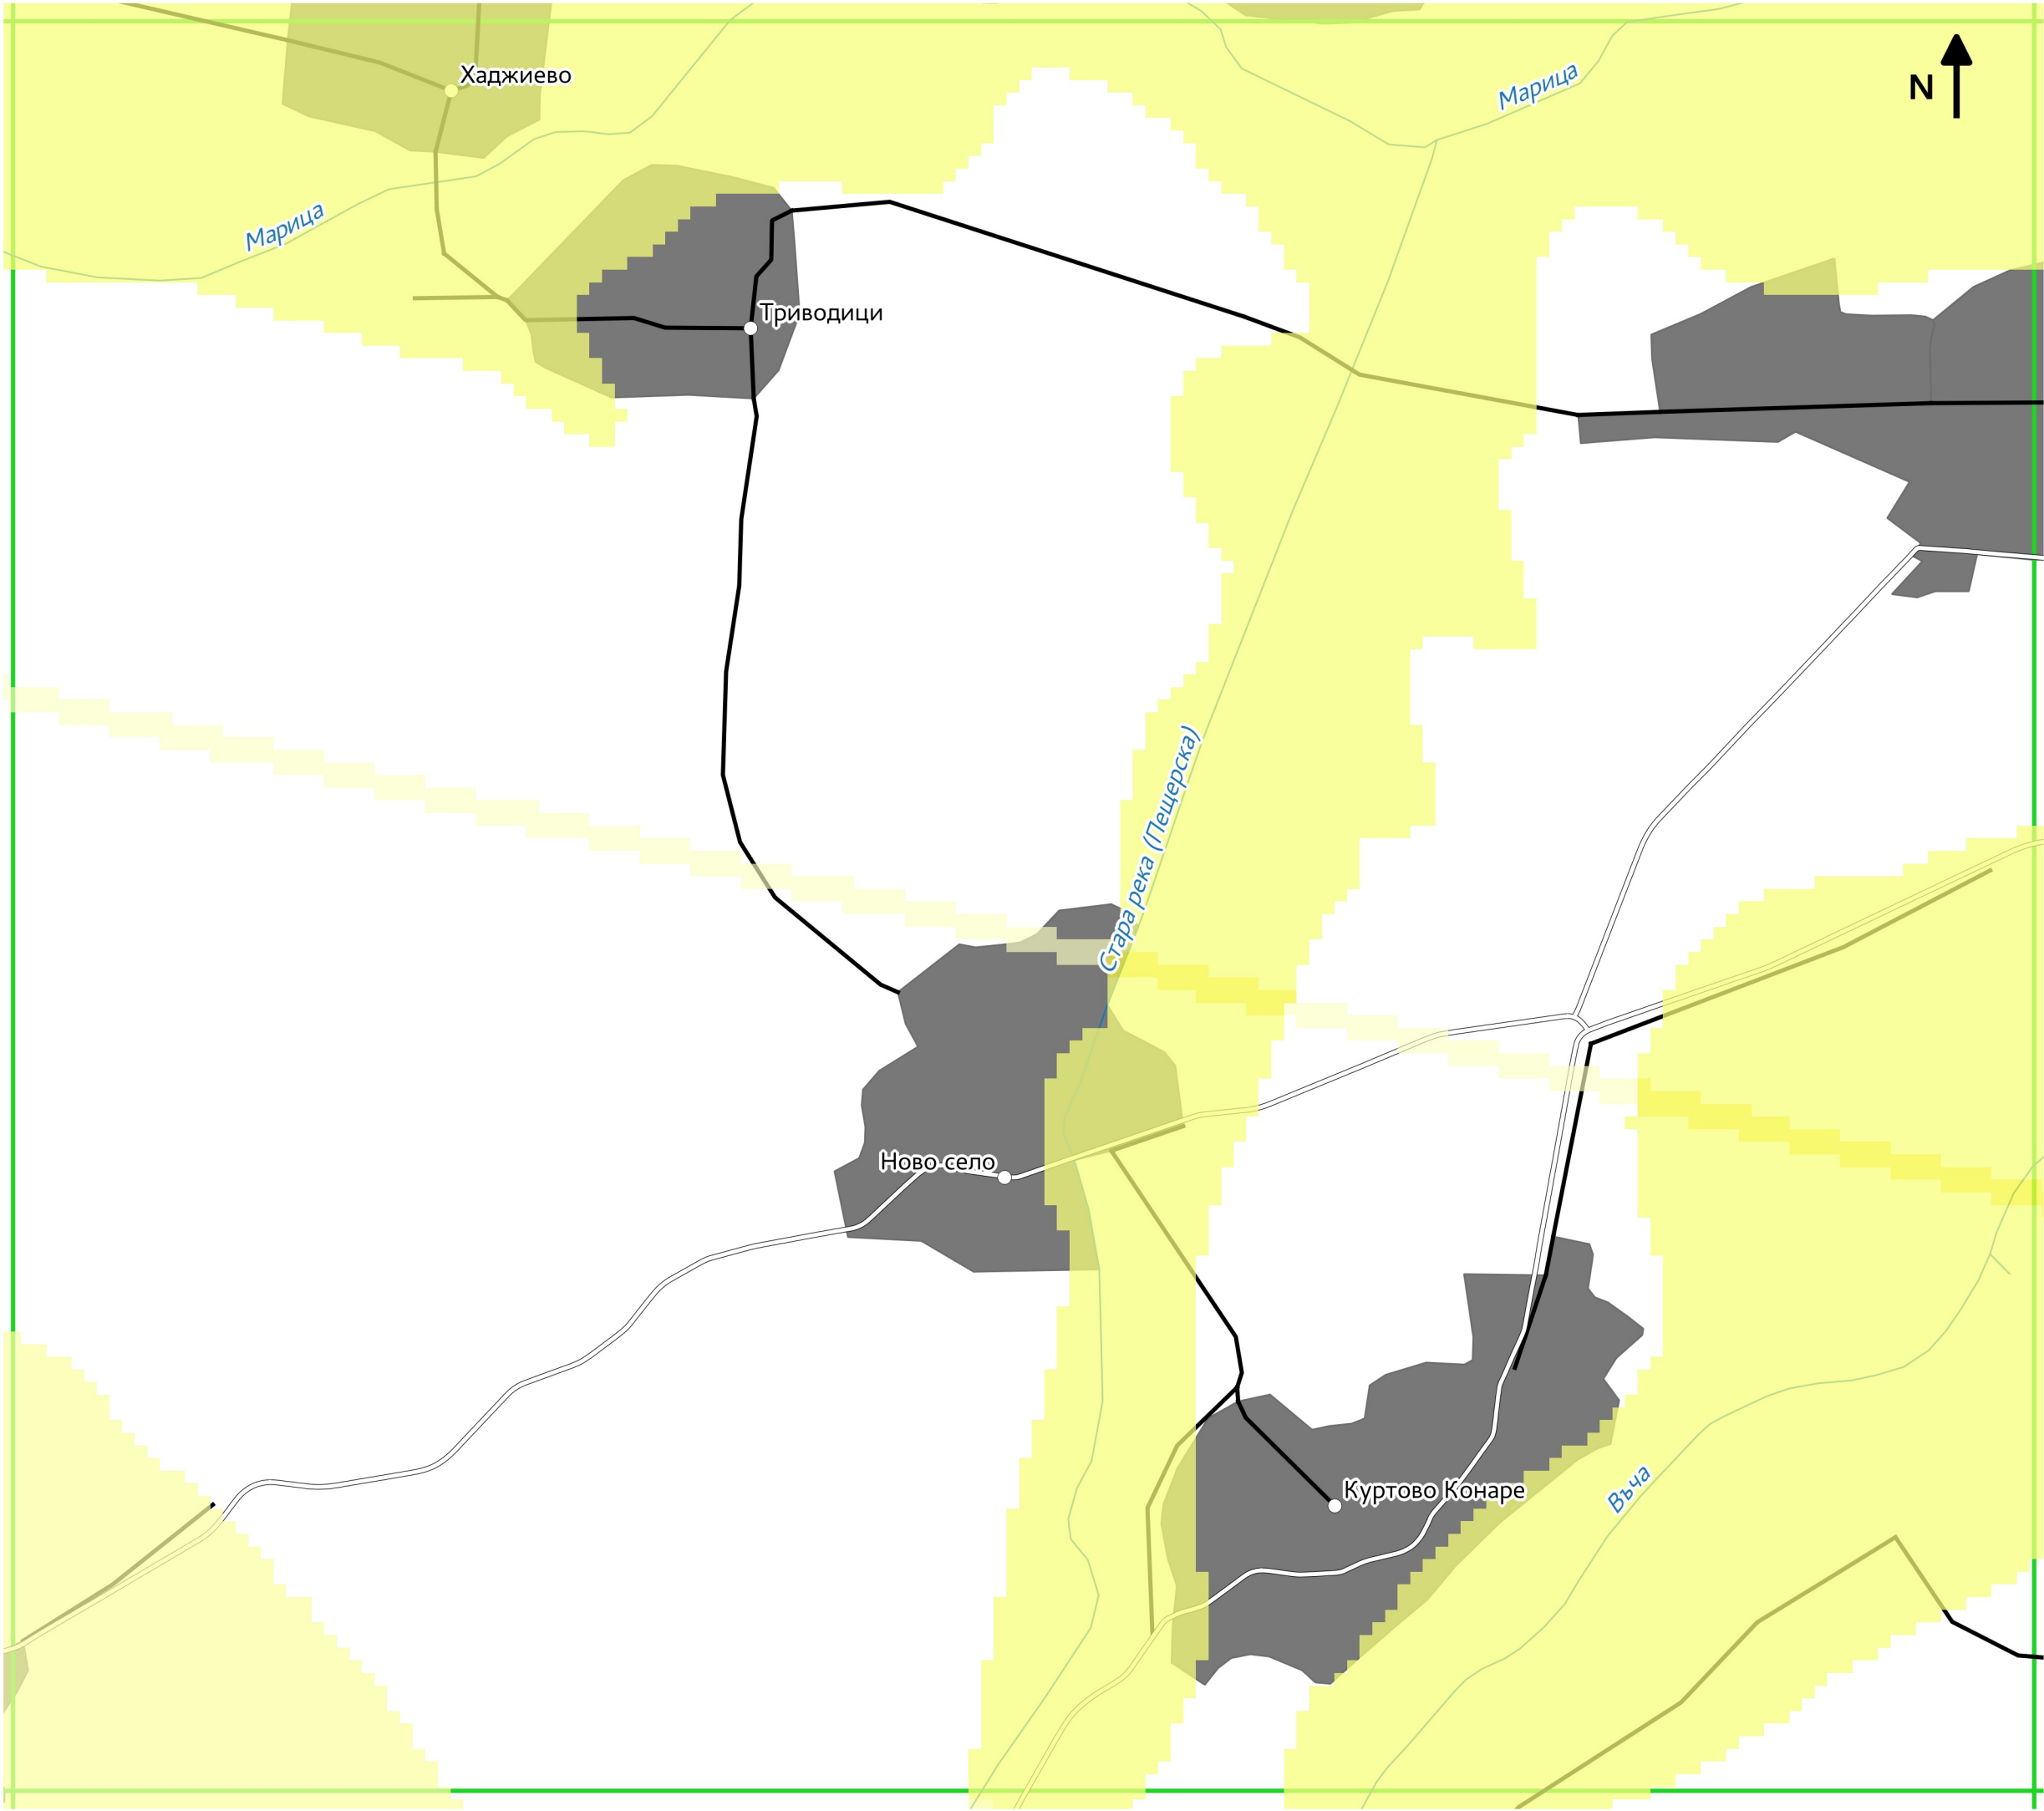 Хаджиево
Марица
N
Марица
Триводици
Стара река (Пещерска)
Ново село
Куртово Конаре
Въча